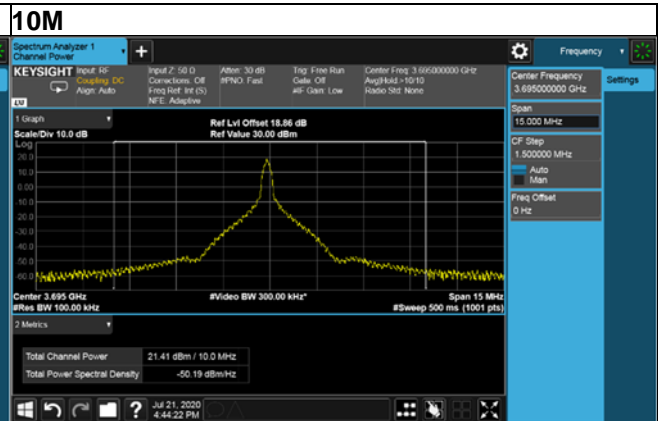 10M
Spectrum Analyzer 1
Channel Power
+
Frequency
KEYSIGHT Input: RF
Coupling: DC
Align: Auto
Input Z: 50 Ω
Corrections: Off
Freq Ref: Int (S)
NFE: Adaptive
Atten: 30 dB
#PNO: Fast
Trig: Free Run
Gate: Off
#IF Gain: Low
Center Freq: 3.695000000 GHz
Avg|Hold:>10/10
Radio Std: None
Center Frequency
3.695000000 GHz
Settings
Span
15.000 MHz
CF Step
1.500000 MHz
Auto
Man
Freq Offset
0 Hz
1 Graph
Scale/Div 10.0 dB
Ref Lvl Offset 18.86 dB
Ref Value 30.00 dBm
Log
20.0
10.0
0.00
-10.0
-20.0
-30.0
-40.0
-50.0
-60.0
Center 3.695 GHz
#Res BW 100.00 kHz
#Video BW 300.00 kHz*
Span 15 MHz
#Sweep 500 ms (1001 pts)
2 Metrics
Total Channel Power 21.41 dBm / 10.0 MHz
Total Power Spectral Density -50.19 dBm/Hz
?
Jul 21, 2020
4:44:22 PM